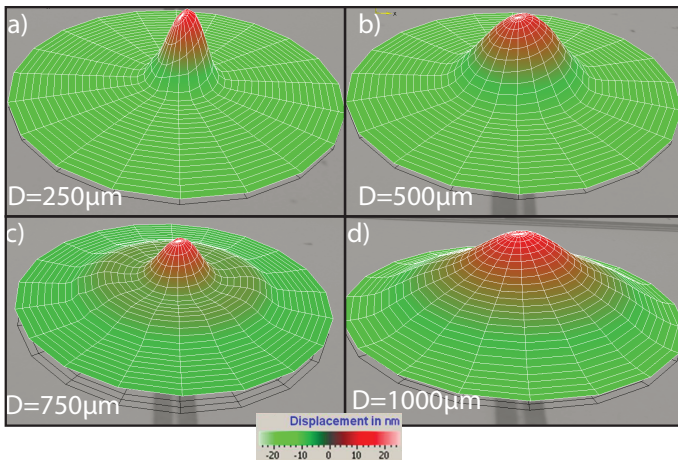 a)
b)
x
D=250μm
D=500μm
c)
d)
D=750μm
D=1000μm
Displacement in nm
-20 -10 0 10 20